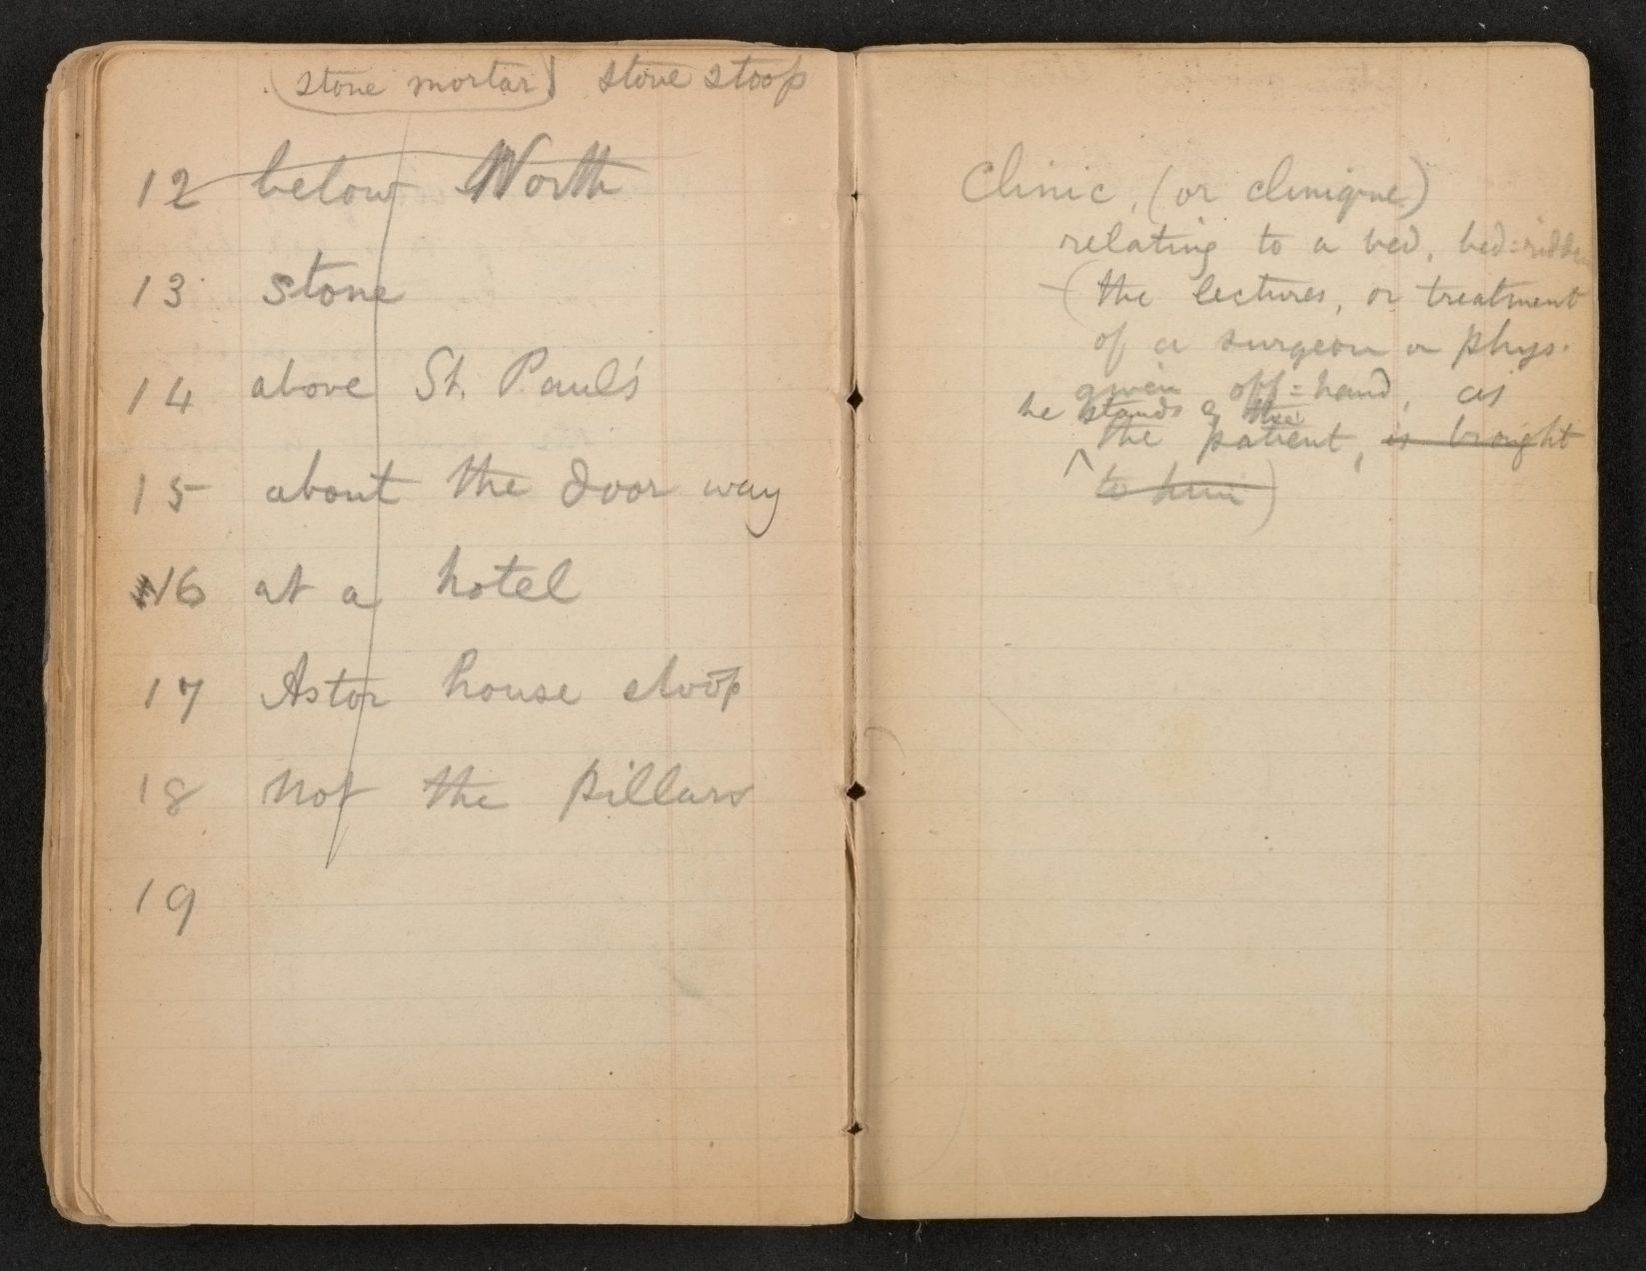 (stone mortar) stone stoop
12 below North
13 stone
14 above St. Paul's
15 about the door way
16 at a hotel
17 Astor house stoop
18 Not the pillars
19
Clinic, (or clinique)
relating to a bed, bed=ridden
(the lectures, or treatment
of a surgeon or phys.
given off=hand, as
he stands by the
the patient, is brought
to him)